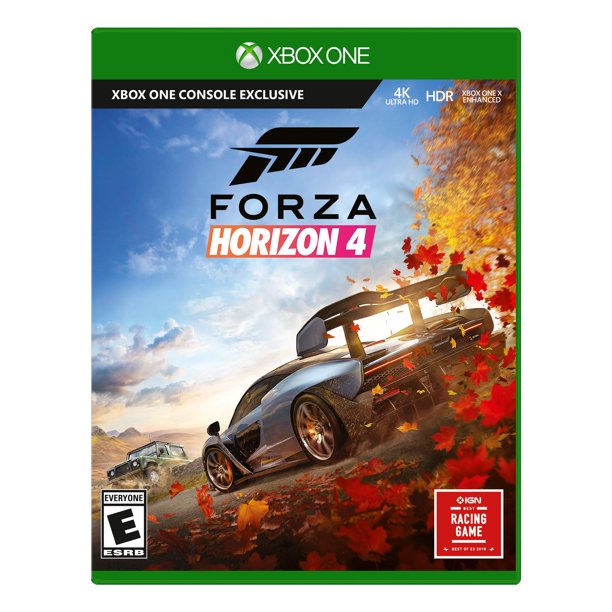 XBOX ONE
XBOX ONE CONSOLE EXCLUSIVE
4K
ULTRA HD
HDR
XBOX ONE X
ENHANCED
FORZA
HORIZON 4
EVERYONE
E
ESRB
IGN
BEST
RACING
GAME
BEST OF E3 2018